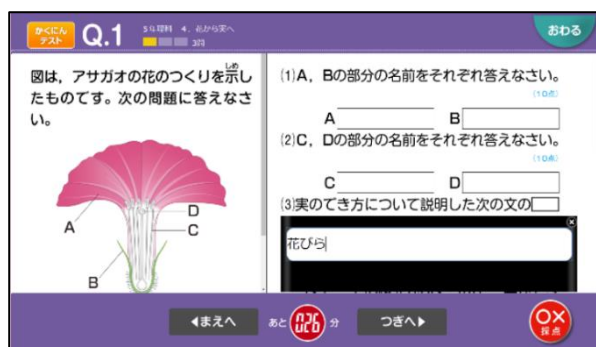 かくにんテスト
Q.1
5年理科 4. 花から実へ
3問
おわる
図は，アサガオの花のつくりを示し
しめ
たものです。次の問題に答えなさ
い。
A
B
C
D
(1)A，Bの部分の名前をそれぞれ答えなさい。
(10点)
A
B
(2)C，Dの部分の名前をそれぞれ答えなさい。
(10点)
C
D
(3)実のでき方について説明した次の文の
花びら
◀まえへ
あと
026
分
つぎへ▶
採点